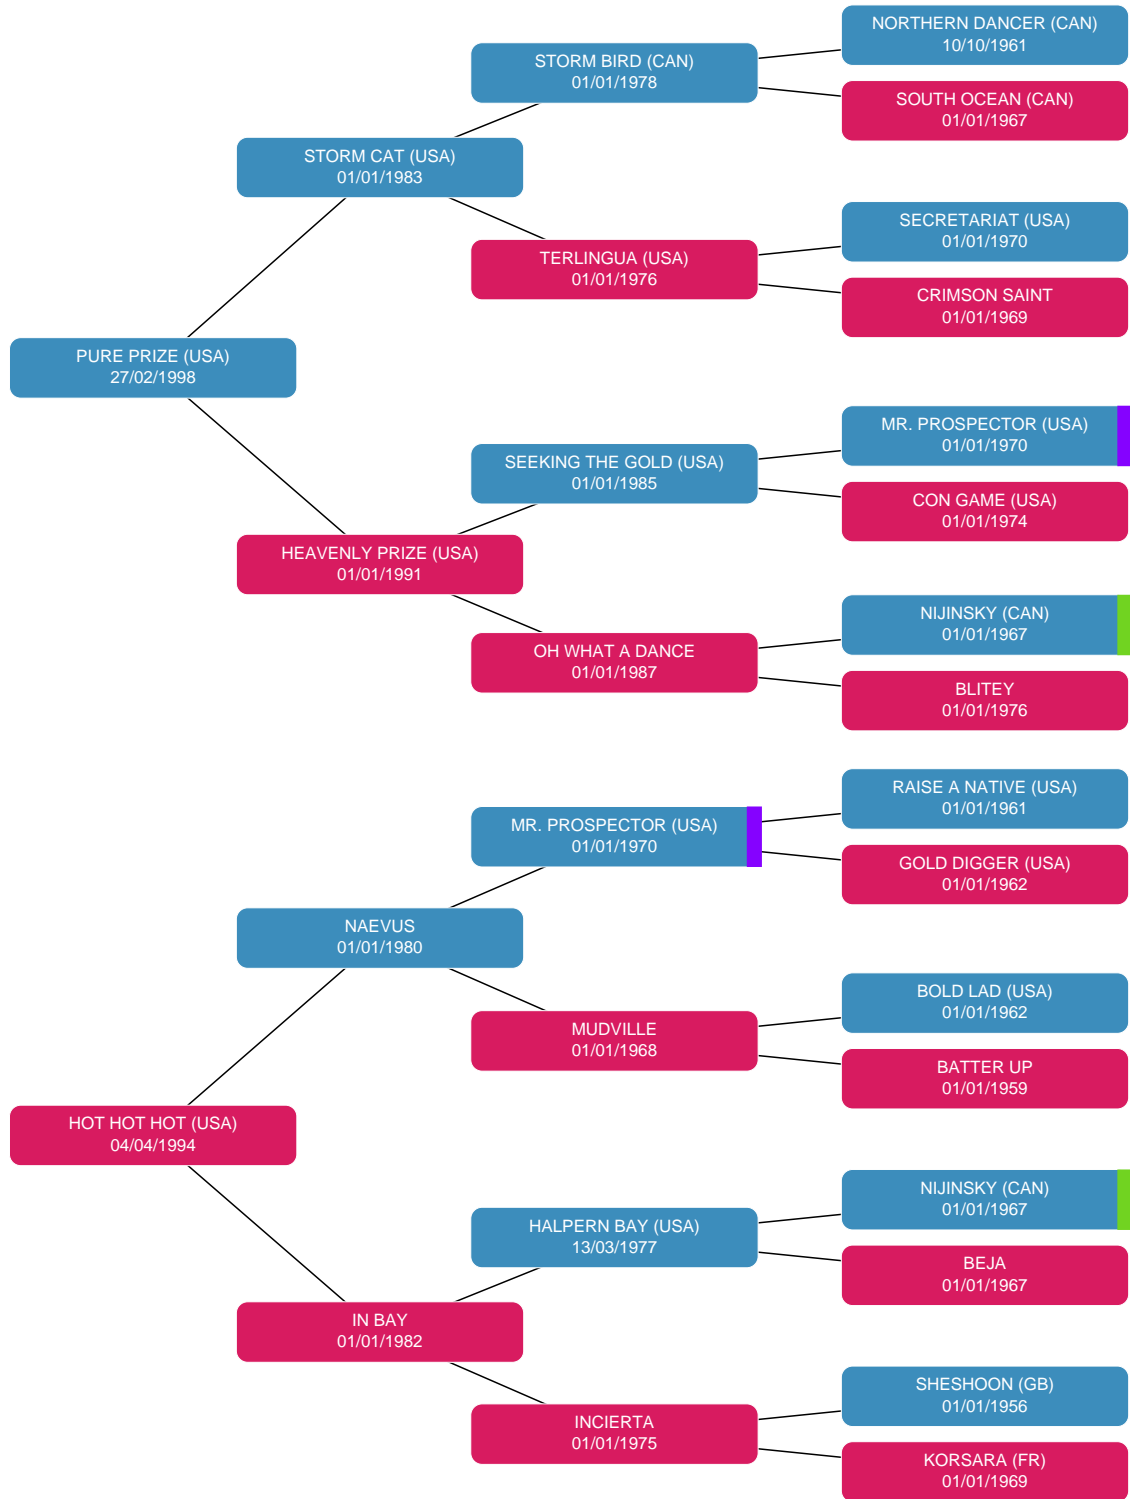 NORTHERN DANCER (CAN)
10/10/1961
STORM BIRD (CAN)
01/01/1978
SOUTH OCEAN (CAN)
01/01/1967
STORM CAT (USA)
01/01/1983
SECRETARIAT (USA)
01/01/1970
TERLINGUA (USA)
01/01/1976
CRIMSON SAINT
01/01/1969
PURE PRIZE (USA)
27/02/1998
MR. PROSPECTOR (USA)
01/01/1970
SEEKING THE GOLD (USA)
01/01/1985
CON GAME (USA)
01/01/1974
HEAVENLY PRIZE (USA)
01/01/1991
NIJINSKY (CAN)
01/01/1967
OH WHAT A DANCE
01/01/1987
BLITEY
01/01/1976
RAISE A NATIVE (USA)
01/01/1961
MR. PROSPECTOR (USA)
01/01/1970
GOLD DIGGER (USA)
01/01/1962
NAEVUS
01/01/1980
BOLD LAD (USA)
01/01/1962
MUDVILLE
01/01/1968
BATTER UP
01/01/1959
HOT HOT HOT (USA)
04/04/1994
NIJINSKY (CAN)
01/01/1967
HALPERN BAY (USA)
13/03/1977
BEJA
01/01/1967
IN BAY
01/01/1982
SHESHOON (GB)
01/01/1956
INCIERTA
01/01/1975
KORSARA (FR)
01/01/1969